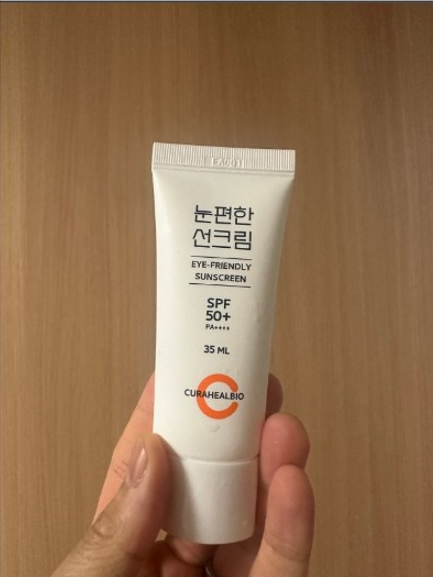 눈편한
선크림
EYE-FRIENDLY
SUNSCREEN
SPF
50+
PA++++
35 ML
CURAHEALBIO